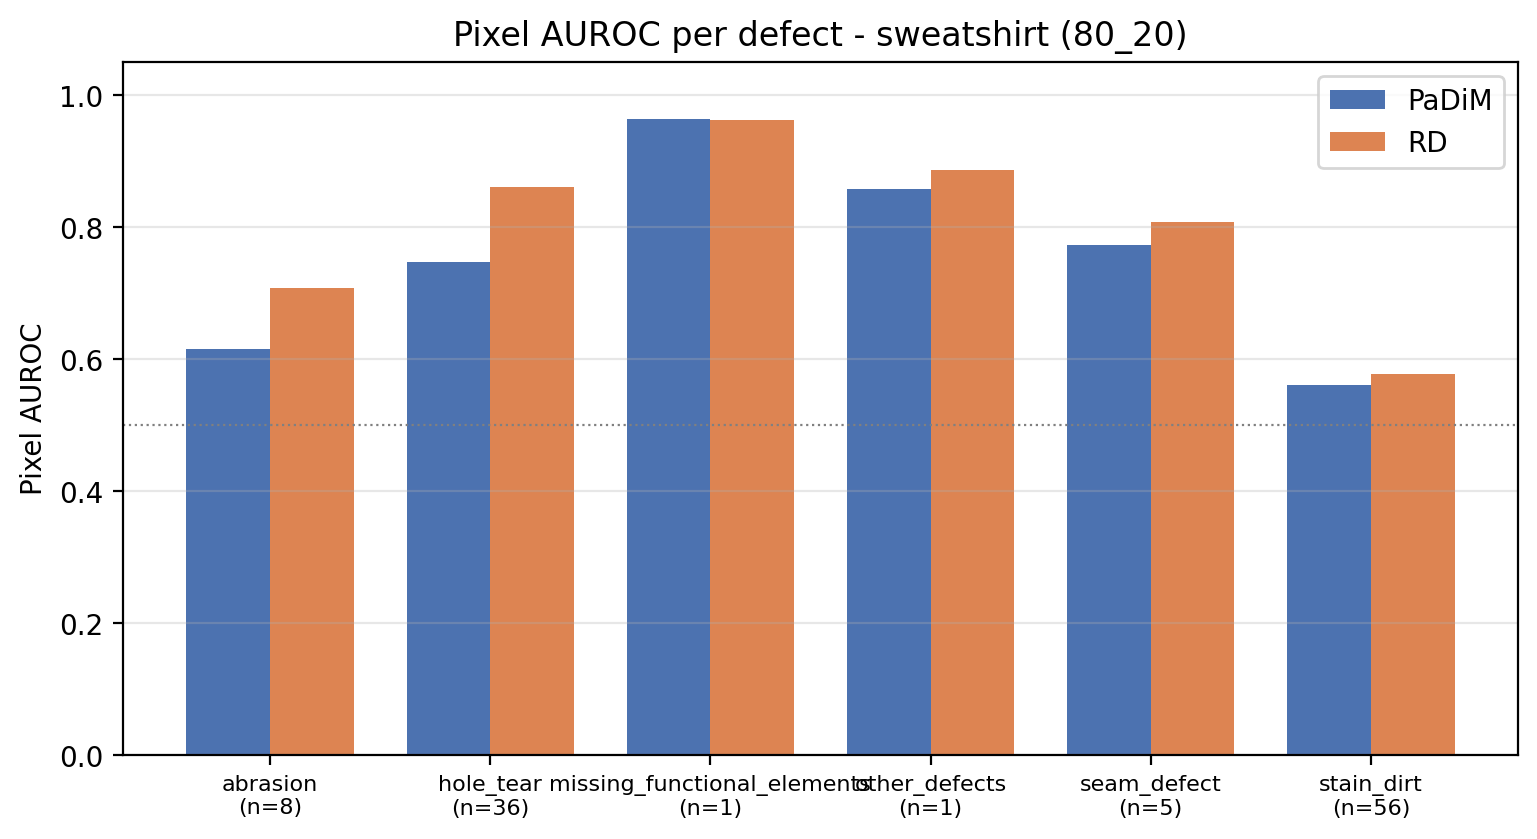 Pixel AUROC per defect - sweatshirt (80_20)
PaDiM
RD
Pixel AUROC
1.0
0.8
0.6
0.4
0.2
0.0
abrasion
(n=8)
hole_tear
(n=36)
missing_functional_elements
(n=1)
other_defects
(n=1)
seam_defect
(n=5)
stain_dirt
(n=56)